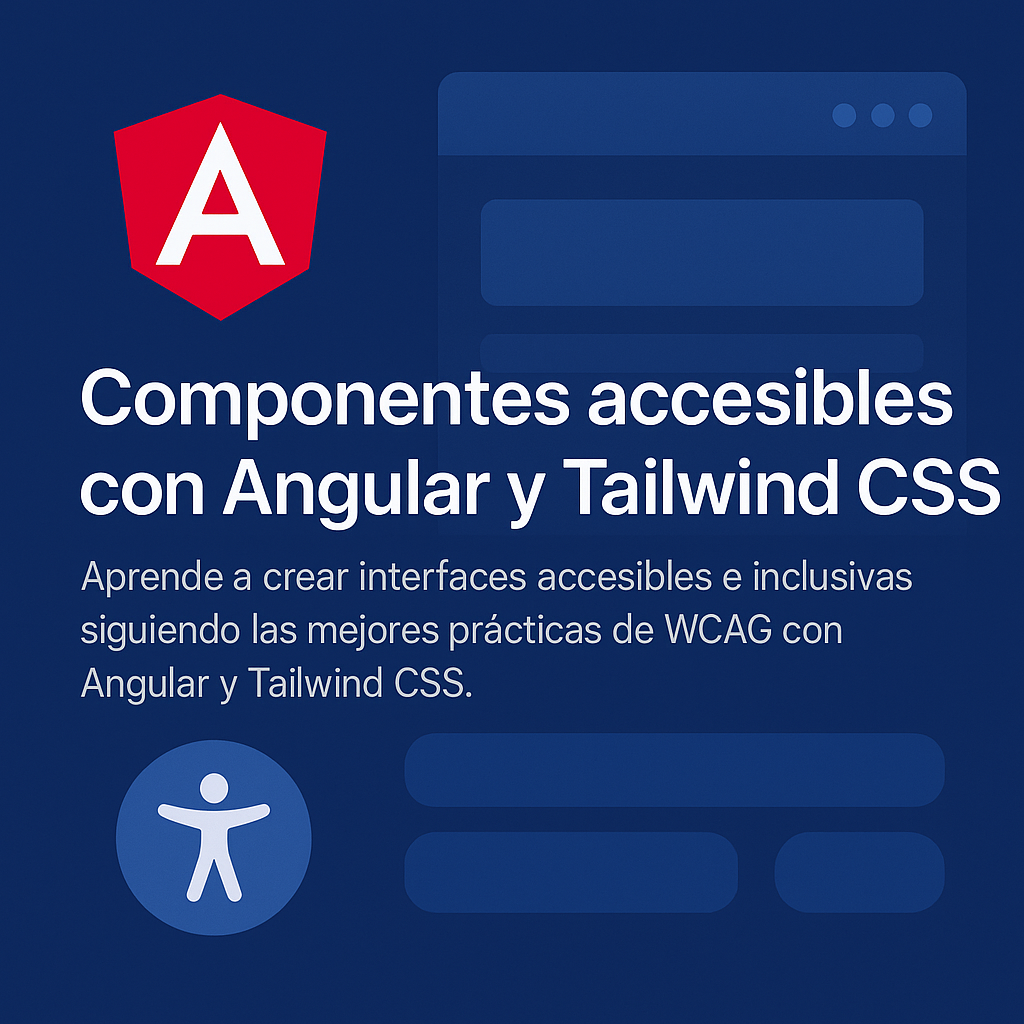 Componentes accesibles
con Angular y Tailwind CSS
Aprende a crear interfaces accesibles e inclusivas
siguiendo las mejores prácticas de WCAG con
Angular y Tailwind CSS.